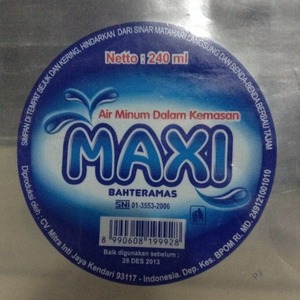 SIMPAN DI TEMPAT SEJUK DAN KERING, HINDARKAN DARI SINAR MATAHARI LANGSUNG DAN BENDA-BENDA BERBAU TAJAM
Netto : 240 ml
Air Minum Dalam Kemasan
MAXI
BAHTERAMAS
SNI 01-3553-2006
8 990608 199928
Baik digunakan sebelum :
28 DES 2013
Diproduksi oleh : CV. Mitra Inti Jaya Kendari 93117 - Indonesia. Dep. Kes. BPOM RI. MD. 249121001010